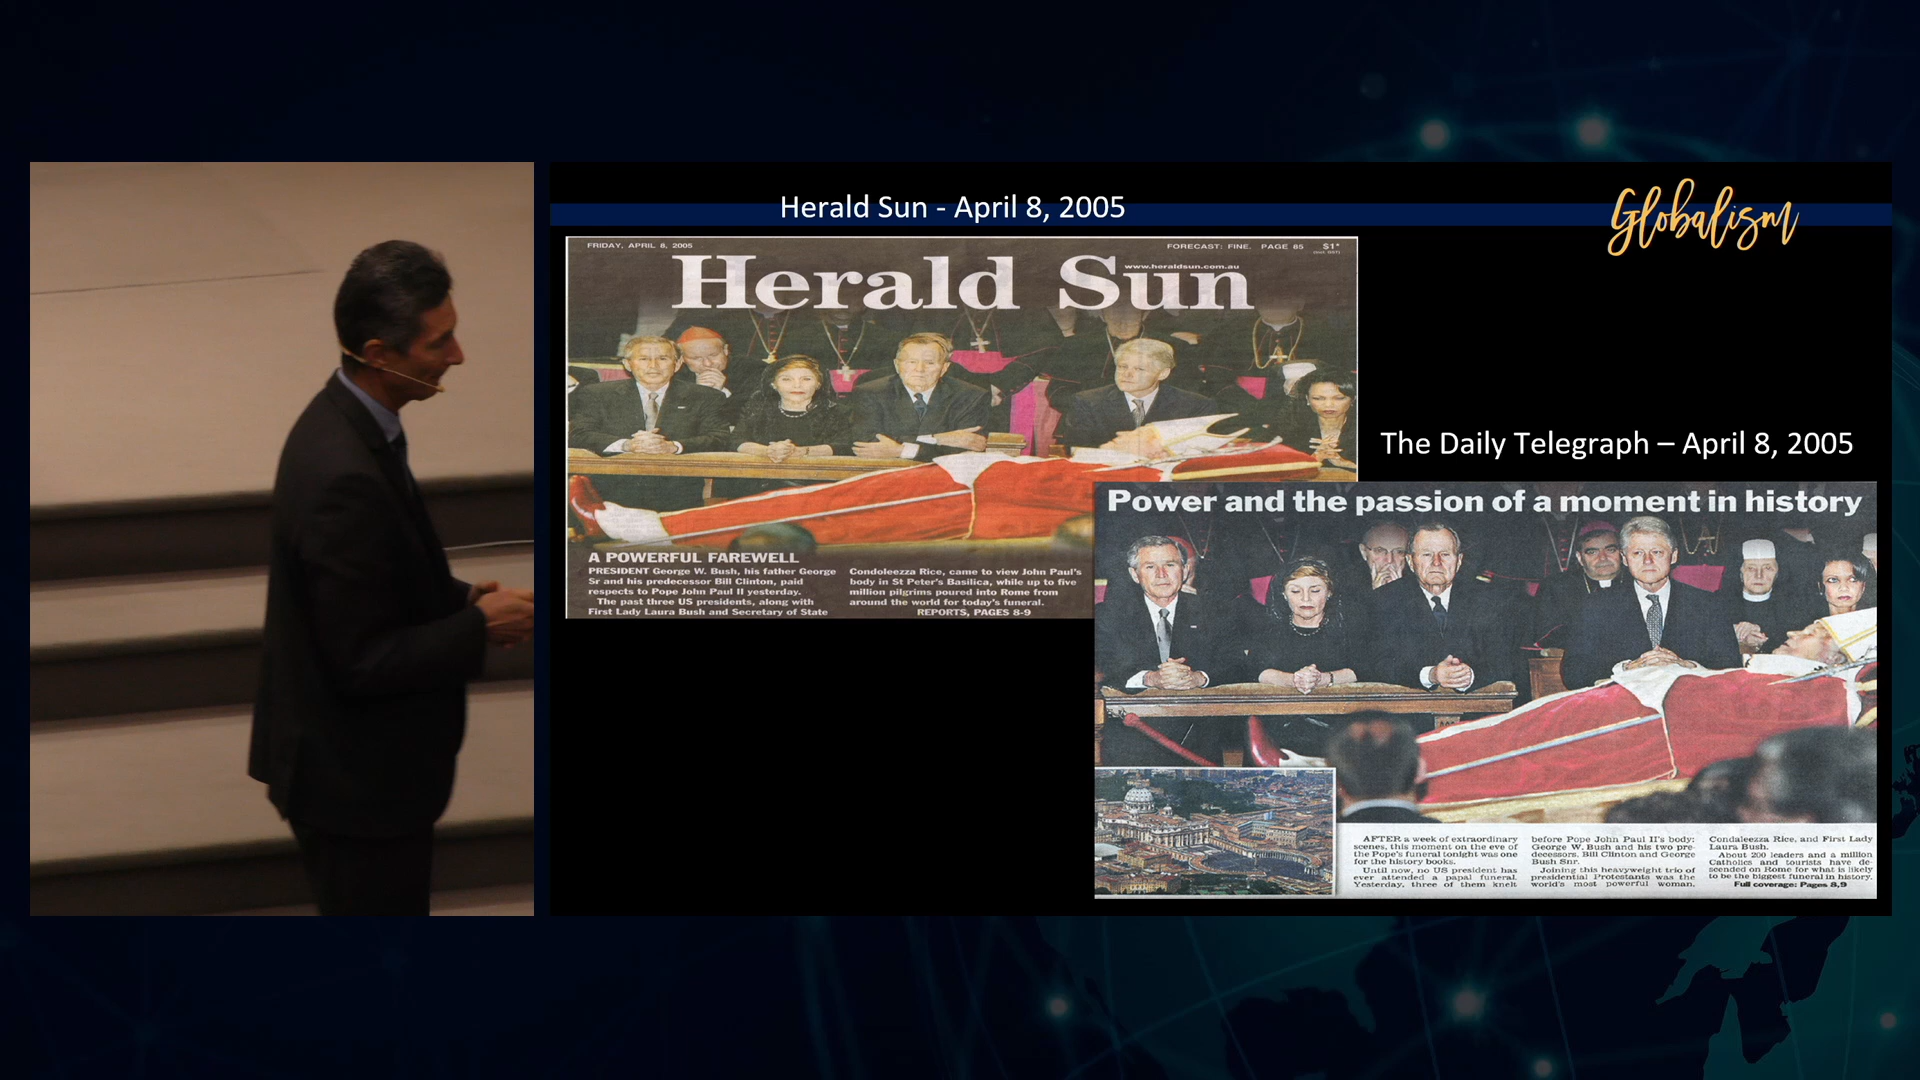 Herald Sun - April 8, 2005
Globalism
FRIDAY, APRIL 8, 2005
FORECAST: FINE. PAGE 85 $1*
www.heraldsun.com.au
Herald Sun
A POWERFUL FAREWELL
PRESIDENT George W. Bush, his father George
Sr and his predecessor Bill Clinton, paid
respects to Pope John Paul II yesterday.
The past three US presidents, along with
First Lady Laura Bush and Secretary of State
Condoleezza Rice, came to view John Paul's
body in St Peter's Basilica, while up to five
million pilgrims poured into Rome from
around the world for today's funeral.
REPORTS, PAGES 8-9
The Daily Telegraph – April 8, 2005
Power and the passion of a moment in history
AFTER a week of extraordinary
scenes, this moment on the eve of
the Pope's funeral tonight was one
for the history books.
Until now, no US president has
ever attended a papal funeral.
Yesterday, three of them knelt
before Pope John Paul II's body:
George W. Bush and his two pre-
decessors, Bill Clinton and George
Bush Snr.
Joining this heavyweight trio of
presidential Protestants was the
world's most powerful woman,
Condaleezza Rice, and First Lady
Laura Bush.
About 200 leaders and a million
Catholics and tourists have de-
scended on Rome for what is likely
to be the biggest funeral in history.
Full coverage: Pages 8,9